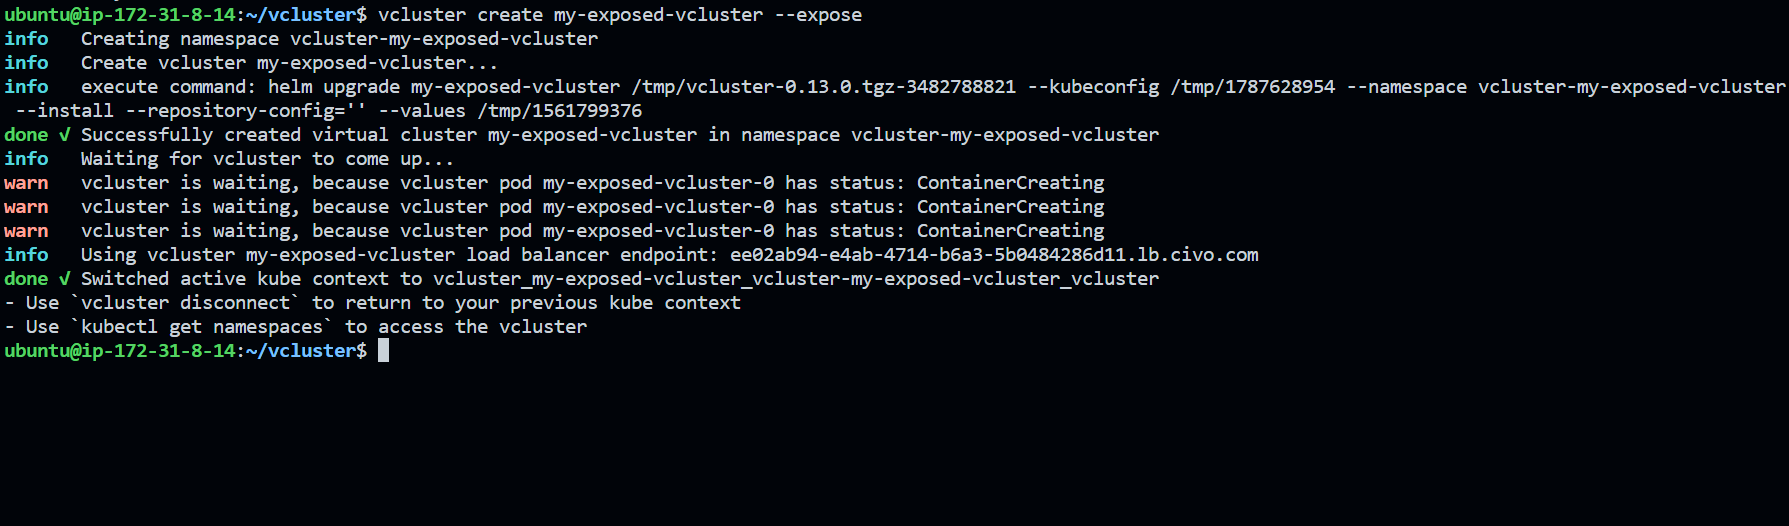 ubuntu@ip-172-31-8-14:~/vcluster$ vcluster create my-exposed-vcluster --expose
info   Creating namespace vcluster-my-exposed-vcluster
info   Create vcluster my-exposed-vcluster...
info   execute command: helm upgrade my-exposed-vcluster /tmp/vcluster-0.13.0.tgz-3482788821 --kubeconfig /tmp/1787628954 --namespace vcluster-my-exposed-vcluster
 --install --repository-config='' --values /tmp/1561799376
done √ Successfully created virtual cluster my-exposed-vcluster in namespace vcluster-my-exposed-vcluster
info   Waiting for vcluster to come up...
warn   vcluster is waiting, because vcluster pod my-exposed-vcluster-0 has status: ContainerCreating
warn   vcluster is waiting, because vcluster pod my-exposed-vcluster-0 has status: ContainerCreating
warn   vcluster is waiting, because vcluster pod my-exposed-vcluster-0 has status: ContainerCreating
info   Using vcluster my-exposed-vcluster load balancer endpoint: ee02ab94-e4ab-4714-b6a3-5b0484286d11.lb.civo.com
done √ Switched active kube context to vcluster_my-exposed-vcluster_vcluster-my-exposed-vcluster_vcluster
- Use `vcluster disconnect` to return to your previous kube context
- Use `kubectl get namespaces` to access the vcluster
ubuntu@ip-172-31-8-14:~/vcluster$